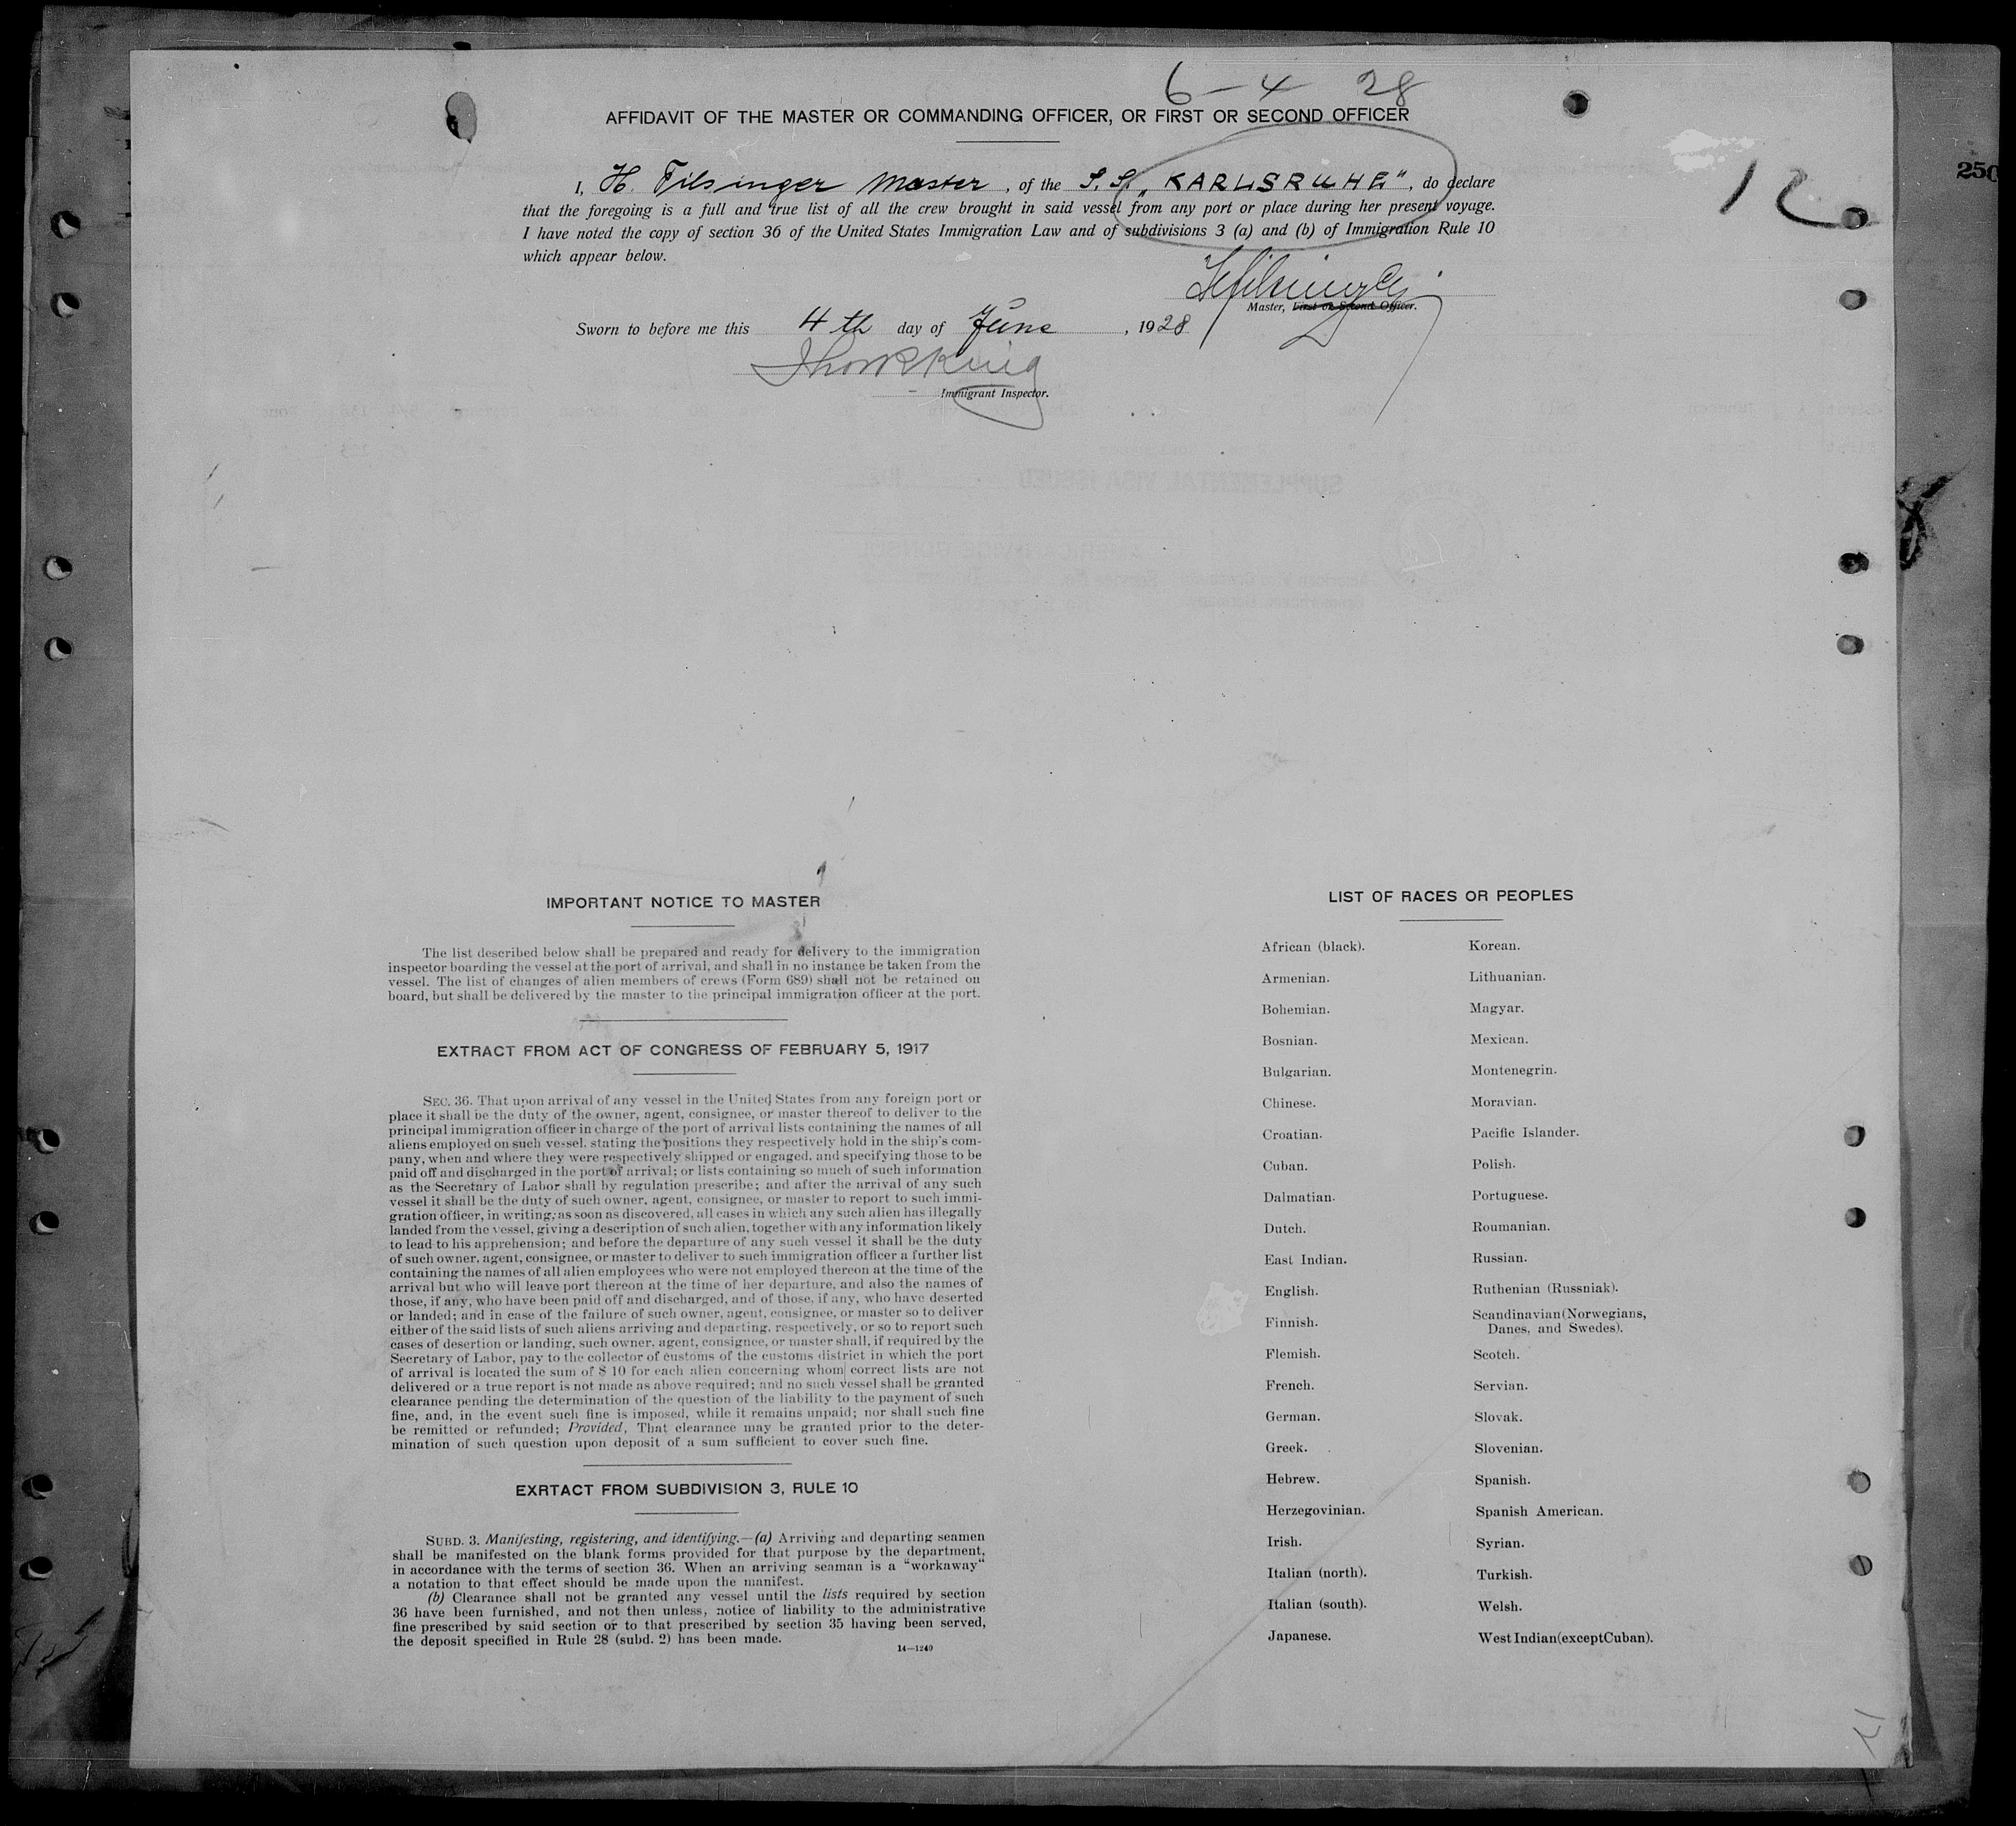 6-4 28
AFFIDAVIT OF THE MASTER OR COMMANDING OFFICER, OR FIRST OR SECOND OFFICER
12
250
I, H. Tilsinger Master, of the S. S. „KARLSRUHE", do declare
that the foregoing is a full and true list of all the crew brought in said vessel from any port or place during her present voyage.
I have noted the copy of section 36 of the United States Immigration Law and of subdivisions 3 (a) and (b) of Immigration Rule 10
which appear below.
Master, First or Second Officer.
Sworn to before me this 4th day of June, 1928
Immigrant Inspector.
IMPORTANT NOTICE TO MASTER
The list described below shall be prepared and ready for delivery to the immigration
inspector boarding the vessel at the port of arrival, and shall in no instance be taken from the
vessel. The list of changes of alien members of crews (Form 689) shall not be retained on
board, but shall be delivered by the master to the principal immigration officer at the port.
EXTRACT FROM ACT OF CONGRESS OF FEBRUARY 5, 1917
SEC. 36. That upon arrival of any vessel in the United States from any foreign port or
place it shall be the duty of the owner, agent, consignee, or master thereof to deliver to the
principal immigration officer in charge of the port of arrival lists containing the names of all
aliens employed on such vessel, stating the positions they respectively hold in the ship's com-
pany, when and where they were respectively shipped or engaged, and specifying those to be
paid off and discharged in the port of arrival; or lists containing so much of such information
as the Secretary of Labor shall by regulation prescribe; and after the arrival of any such
vessel it shall be the duty of such owner, agent, consignee, or master to report to such immi-
gration officer, in writing, as soon as discovered, all cases in which any such alien has illegally
landed from the vessel, giving a description of such alien, together with any information likely
to lead to his apprehension; and before the departure of any such vessel it shall be the duty
of such owner, agent, consignee, or master to deliver to such immigration officer a further list
containing the names of all alien employees who were not employed thereon at the time of the
arrival but who will leave port thereon at the time of her departure, and also the names of
those, if any, who have been paid off and discharged, and of those, if any, who have deserted
or landed; and in case of the failure of such owner, agent, consignee, or master so to deliver
either of the said lists of such aliens arriving and departing, respectively, or so to report such
cases of desertion or landing, such owner, agent, consignee, or master shall, if required by the
Secretary of Labor, pay to the collector of customs of the customs district in which the port
of arrival is located the sum of $ 10 for each alien concerning whom correct lists are not
delivered or a true report is not made as above required; and no such vessel shall be granted
clearance pending the determination of the question of the liability to the payment of such
fine, and, in the event such fine is imposed, while it remains unpaid; nor shall such fine
be remitted or refunded; Provided, That clearance may be granted prior to the deter-
mination of such question upon deposit of a sum sufficient to cover such fine.
EXRTACT FROM SUBDIVISION 3, RULE 10
SUBD. 3. Manifesting, registering, and identifying.—(a) Arriving and departing seamen
shall be manifested on the blank forms provided for that purpose by the department,
in accordance with the terms of section 36. When an arriving seaman is a "workaway"
a notation to that effect should be made upon the manifest.
(b) Clearance shall not be granted any vessel until the lists required by section
36 have been furnished, and not then unless, notice of liability to the administrative
fine prescribed by said section or to that prescribed by section 35 having been served,
the deposit specified in Rule 28 (subd. 2) has been made.
14—1240
LIST OF RACES OR PEOPLES
African (black).
Armenian.
Bohemian.
Bosnian.
Bulgarian.
Chinese.
Croatian.
Cuban.
Dalmatian.
Dutch.
East Indian.
English.
Finnish.
Flemish.
French.
German.
Greek.
Hebrew.
Herzegovinian.
Irish.
Italian (north).
Italian (south).
Japanese.
Korean.
Lithuanian.
Magyar.
Mexican.
Montenegrin.
Moravian.
Pacific Islander.
Polish.
Portuguese.
Roumanian.
Russian.
Ruthenian (Russniak).
Scandinavian(Norwegians,
Danes, and Swedes).
Scotch.
Servian.
Slovak.
Slovenian.
Spanish.
Spanish American.
Syrian.
Turkish.
Welsh.
West Indian(except Cuban).